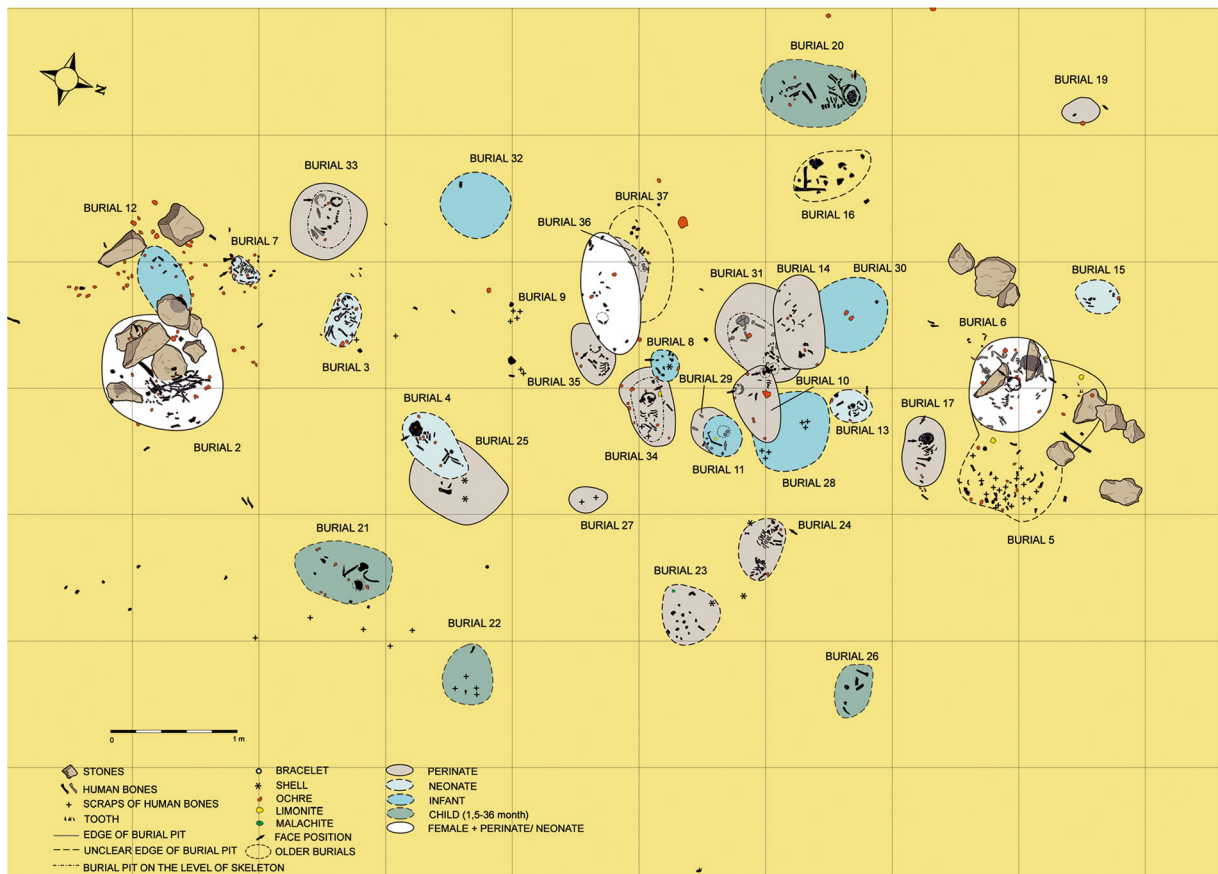 BURIAL 20
BURIAL 19
BURIAL 33
BURIAL 32
BURIAL 37
BURIAL 16
BURIAL 12
BURIAL 36
BURIAL 7
N
BURIAL 31
BURIAL 14
BURIAL 30
BURIAL 15
BURIAL 9
BURIAL 6
BURIAL 8
BURIAL 3
BURIAL 35
BURIAL 29
BURIAL 10
BURIAL 4
BURIAL 17
BURIAL 13
BURIAL 25
BURIAL 2
BURIAL 34
BURIAL 11
BURIAL 28
BURIAL 27
BURIAL 24
BURIAL 21
BURIAL 5
BURIAL 23
BURIAL 22
BURIAL 26
0 1 m
STONES
HUMAN BONES
SCRAPS OF HUMAN BONES
TOOTH
EDGE OF BURIAL PIT
UNCLEAR EDGE OF BURIAL PIT
BURIAL PIT ON THE LEVEL OF SKELETON
BRACELET
SHELL
OCHRE
LIMONITE
MALACHITE
FACE POSITION
OLDER BURIALS
PERINATE
NEONATE
INFANT
CHILD (1,5-36 month)
FEMALE + PERINATE/ NEONATE